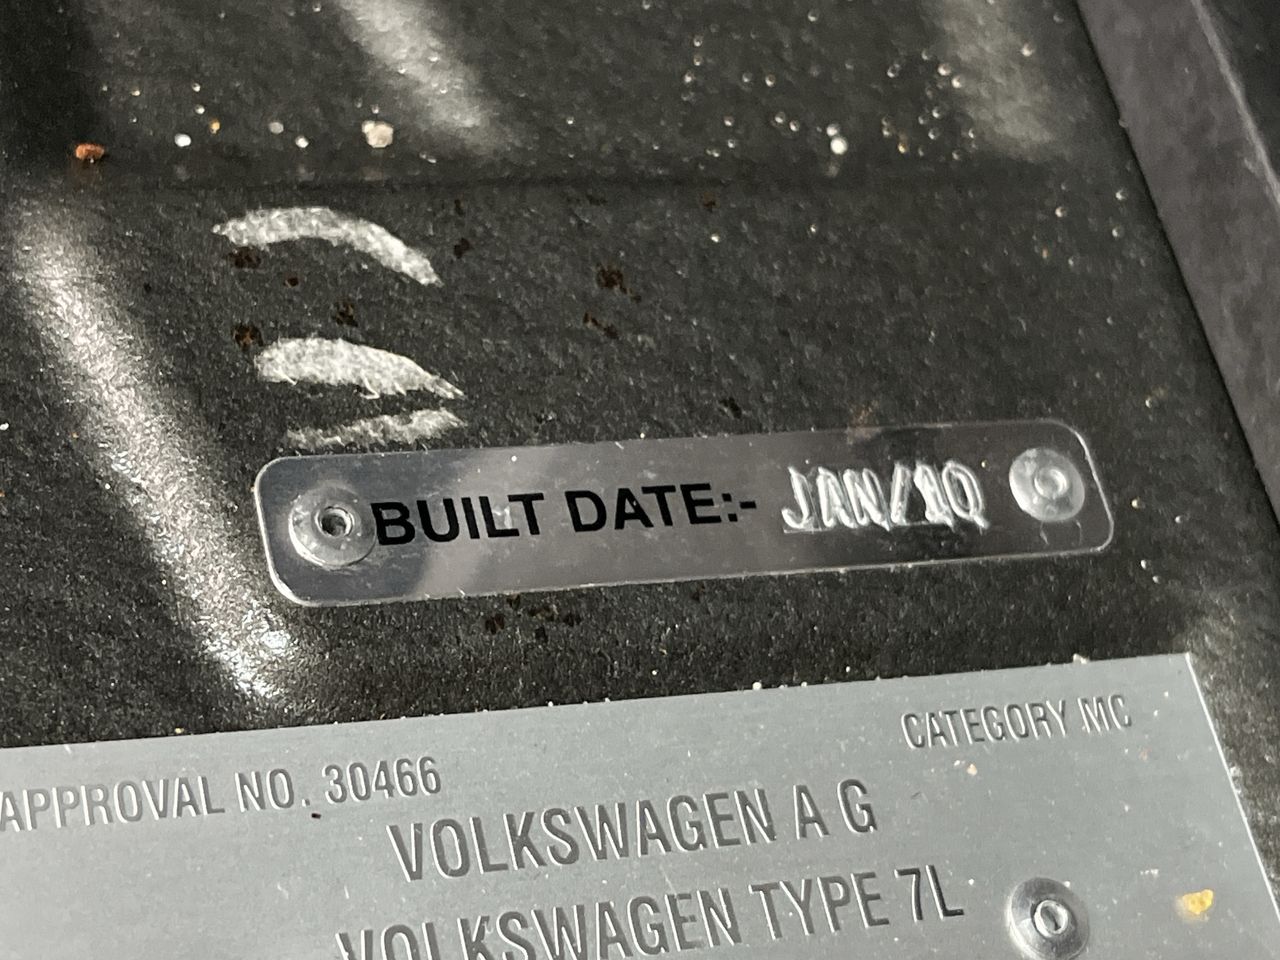 BUILT DATE:- JAN/10
APPROVAL NO. 30466
CATEGORY MC
VOLKSWAGEN A G
VOLKSWAGEN TYPE 7L